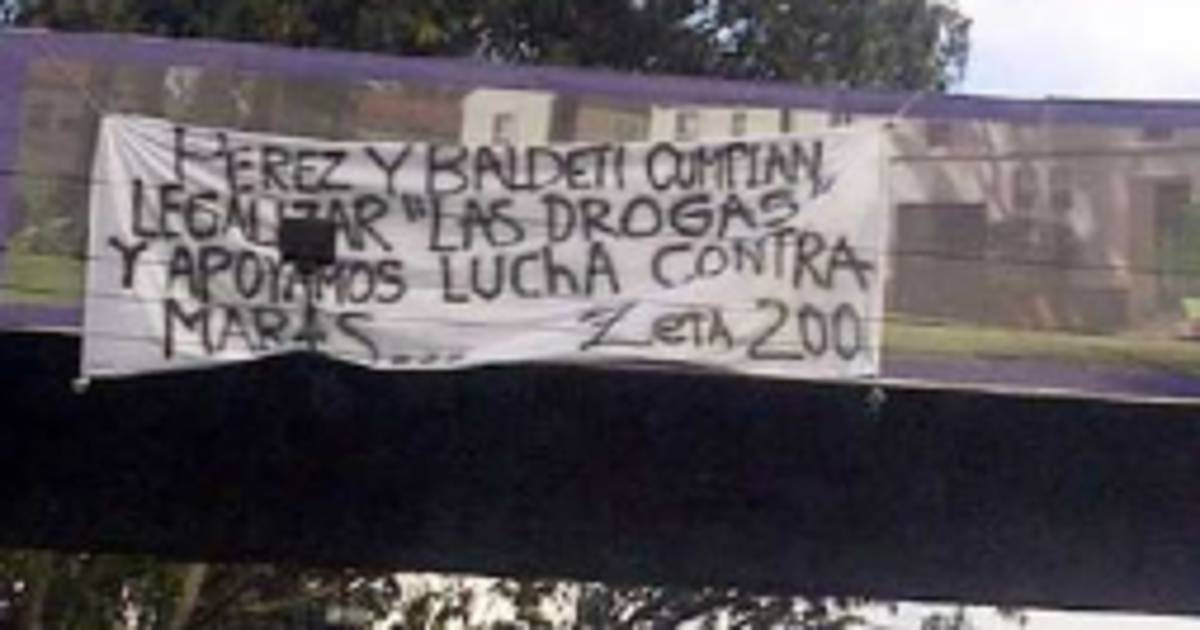 PEREZ Y BALDETI CUMPLAN,
LEGALIZAR "LAS DROGAS"
Y APOYAMOS LUChA CONTRA
MARAS.... ZETA 200